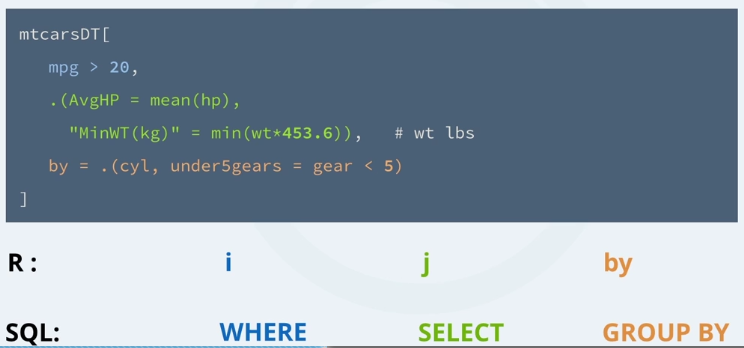 mtcarsDT[
mpg > 20,
.(AvgHP = mean(hp),
"MinWT(kg)" = min(wt*453.6)),   # wt lbs
by = .(cyl, under5gears = gear < 5)
]
R: i j by
SQL: WHERE SELECT GROUP BY